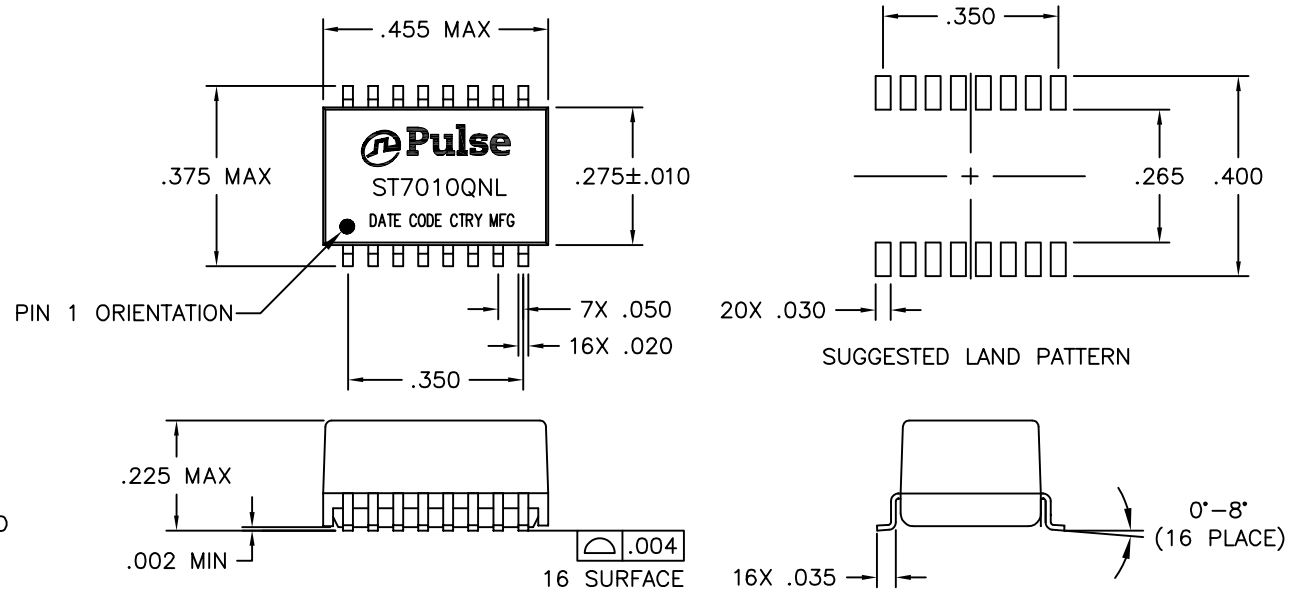 .455 MAX
.350
.375 MAX
Pulse
ST7010QNL
DATE CODE CTRY MFG
.275±.010
.265
.400
PIN 1 ORIENTATION
7X .050
16X .020
.350
20X .030
SUGGESTED LAND PATTERN
.225 MAX
.002 MIN
.004
16 SURFACE
16X .035
0°-8°
(16 PLACE)